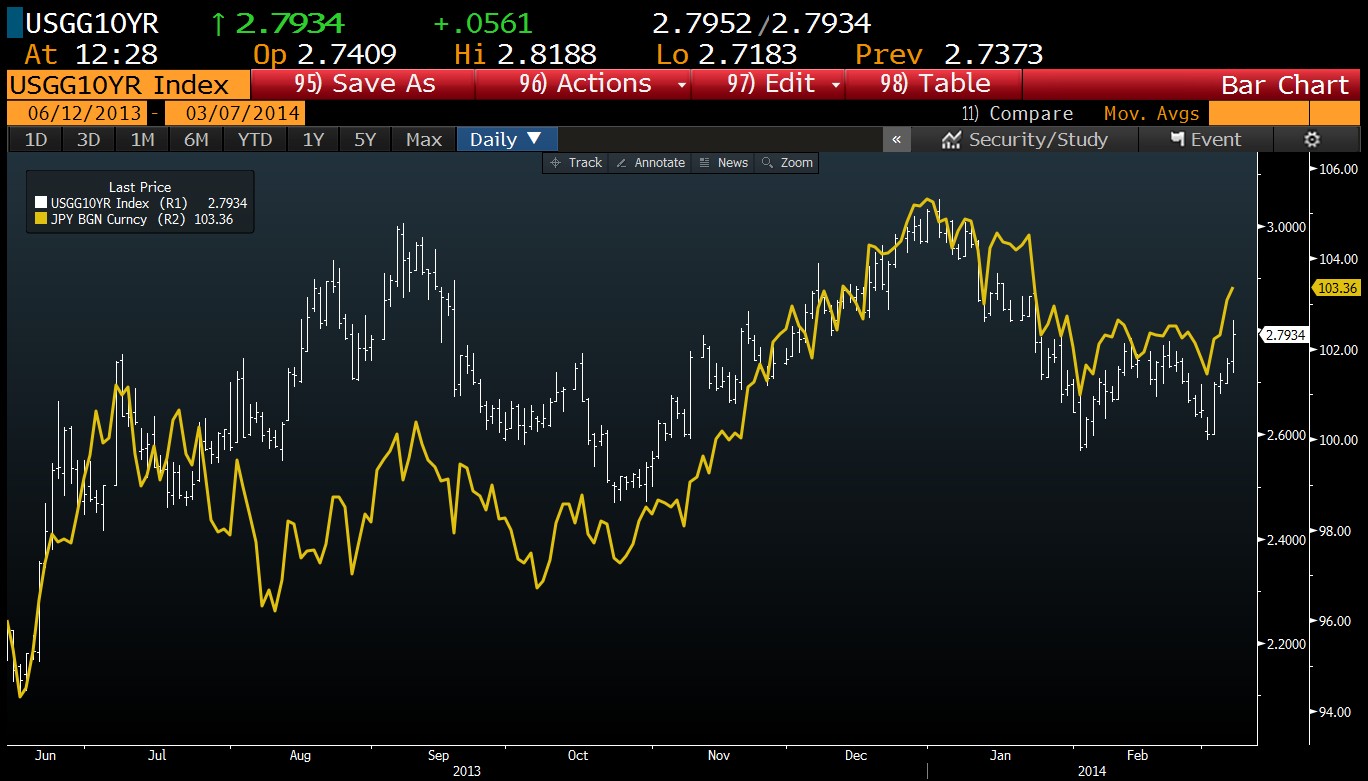 USGG10YR ↑ 2.7934 +.0561 2.7952/2.7934
At 12:28 Op 2.7409 Hi 2.8188 Lo 2.7183 Prev 2.7373
USGG10YR Index 95) Save As 96) Actions 97) Edit 98) Table Bar Chart
06/12/2013 - 03/07/2014 11) Compare Mov. Avgs
1D 3D 1M 6M YTD 1Y 5Y Max Daily ▼ « Security/Study Event
Track Annotate News Zoom
Last Price
USGG10YR Index (R1) 2.7934
JPY BGN Curncy (R2) 103.36
106.00
3.0000
104.00
103.36
2.7934
102.00
2.6000
100.00
98.00
2.4000
96.00
2.2000
94.00
Jun Jul Aug Sep Oct Nov Dec Jan Feb
2013 2014